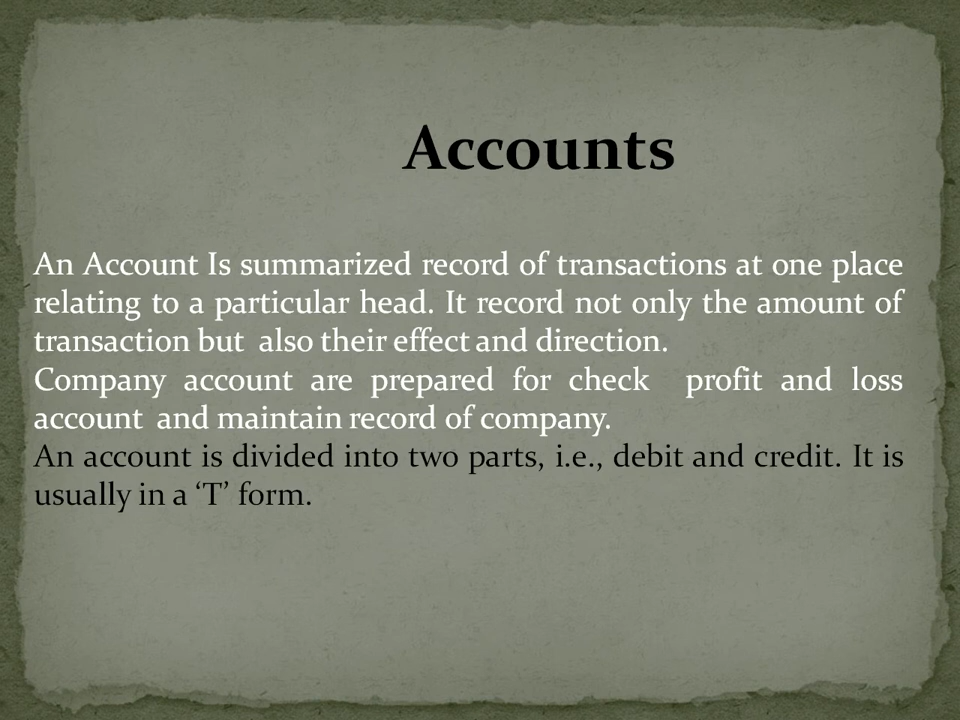 Accounts
An Account Is summarized record of transactions at one place
relating to a particular head. It record not only the amount of
transaction but  also their effect and direction.
Company account are prepared for check  profit and loss
account  and maintain record of company.
An account is divided into two parts, i.e., debit and credit. It is
usually in a ‘T’ form.